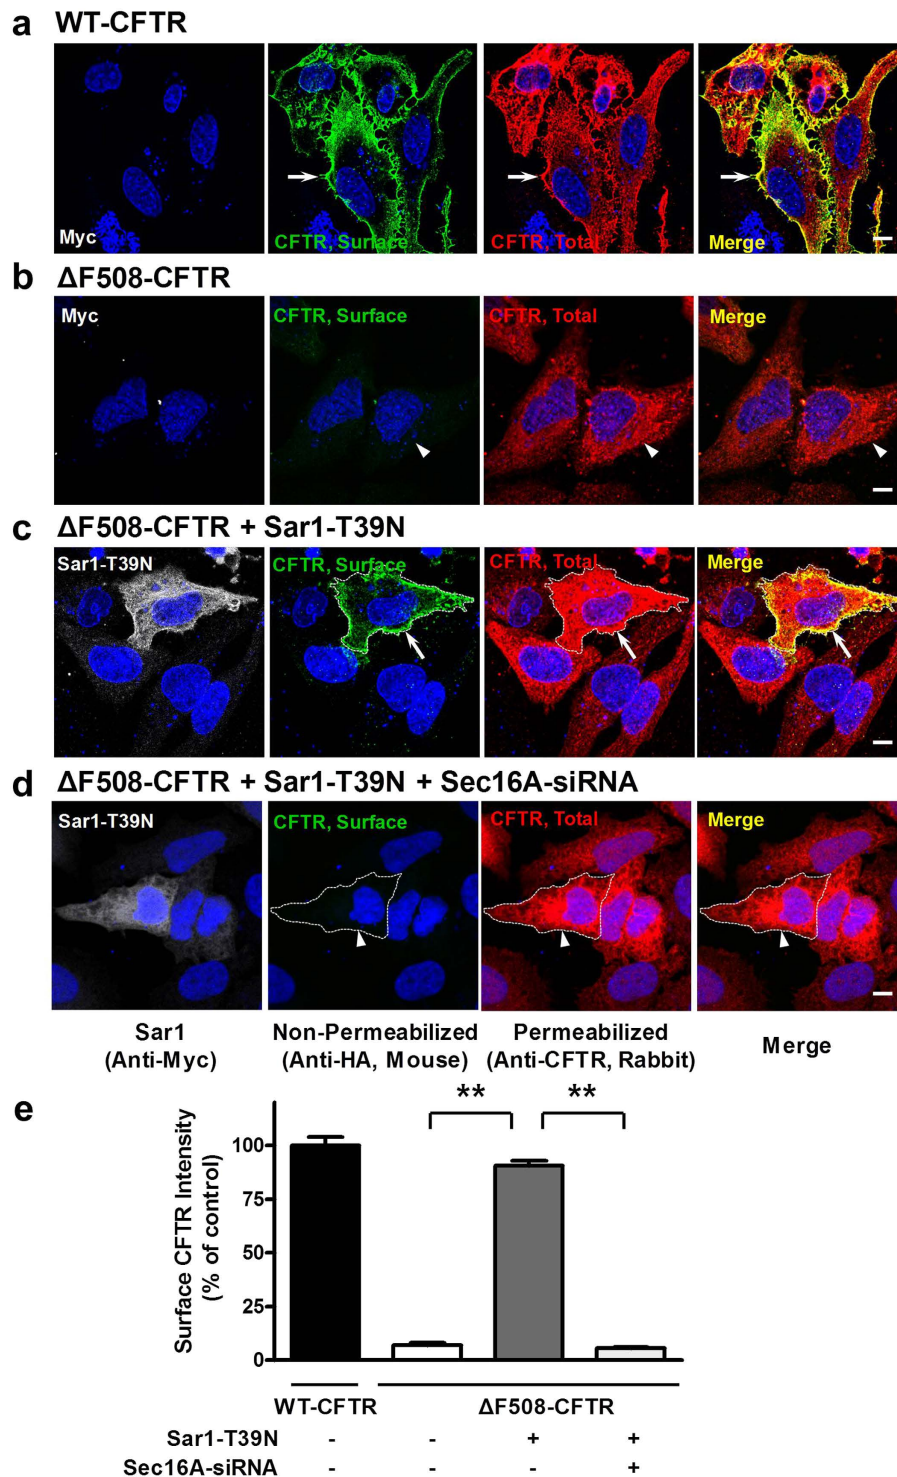 a WT-CFTR
Myc
CFTR, Surface
CFTR, Total
Merge
b ΔF508-CFTR
Myc
CFTR, Surface
CFTR, Total
Merge
c ΔF508-CFTR + Sar1-T39N
Sar1-T39N
CFTR, Surface
CFTR, Total
Merge
d ΔF508-CFTR + Sar1-T39N + Sec16A-siRNA
Sar1-T39N
CFTR, Surface
CFTR, Total
Merge
Sar1
(Anti-Myc)
Non-Permeabilized
(Anti-HA, Mouse)
Permeabilized
(Anti-CFTR, Rabbit)
Merge
e
Surface CFTR Intensity
(% of control)
100
75
50
25
0
** **
WT-CFTR ΔF508-CFTR
Sar1-T39N - - + +
Sec16A-siRNA - - - +